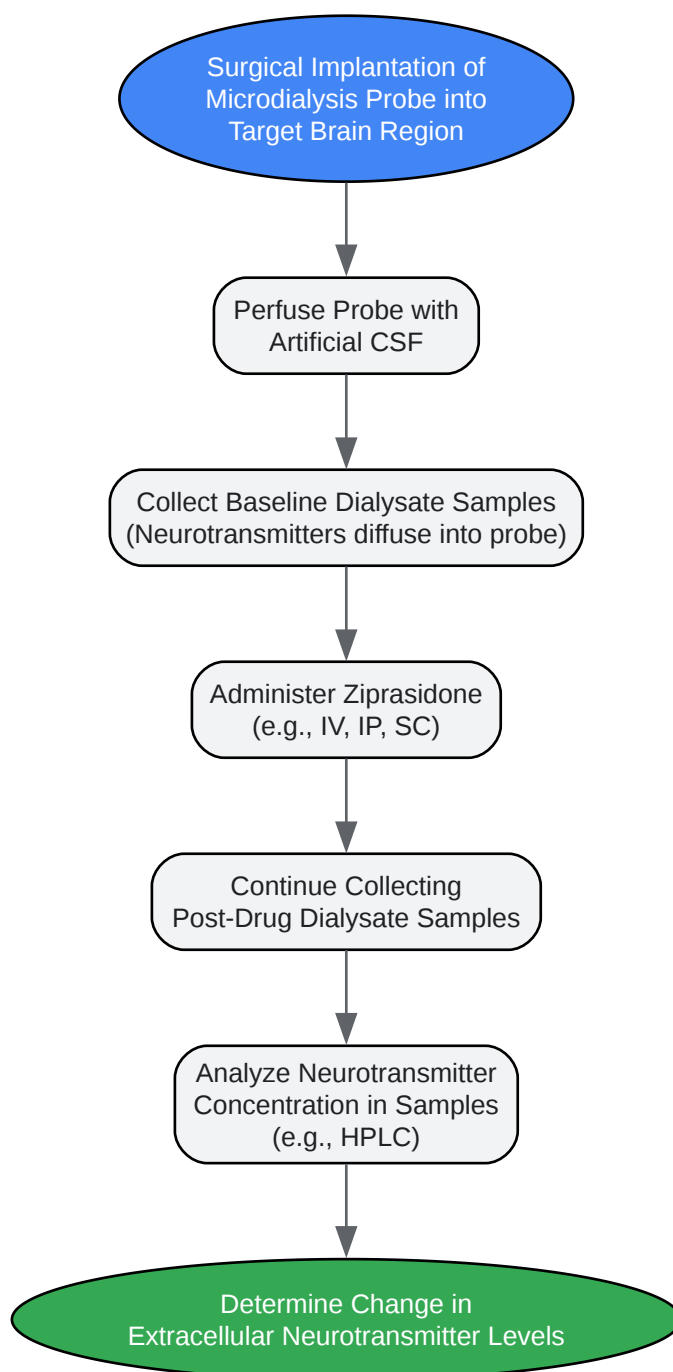 Surgical Implantation of
Microdialysis Probe into
Target Brain Region
Perfuse Probe with
Artificial CSF
Collect Baseline Dialysate Samples
(Neurotransmitters diffuse into probe)
Administer Ziprasidone
(e.g., IV, IP, SC)
Continue Collecting
Post-Drug Dialysate Samples
Analyze Neurotransmitter
Concentration in Samples
(e.g., HPLC)
Determine Change in
Extracellular Neurotransmitter Levels